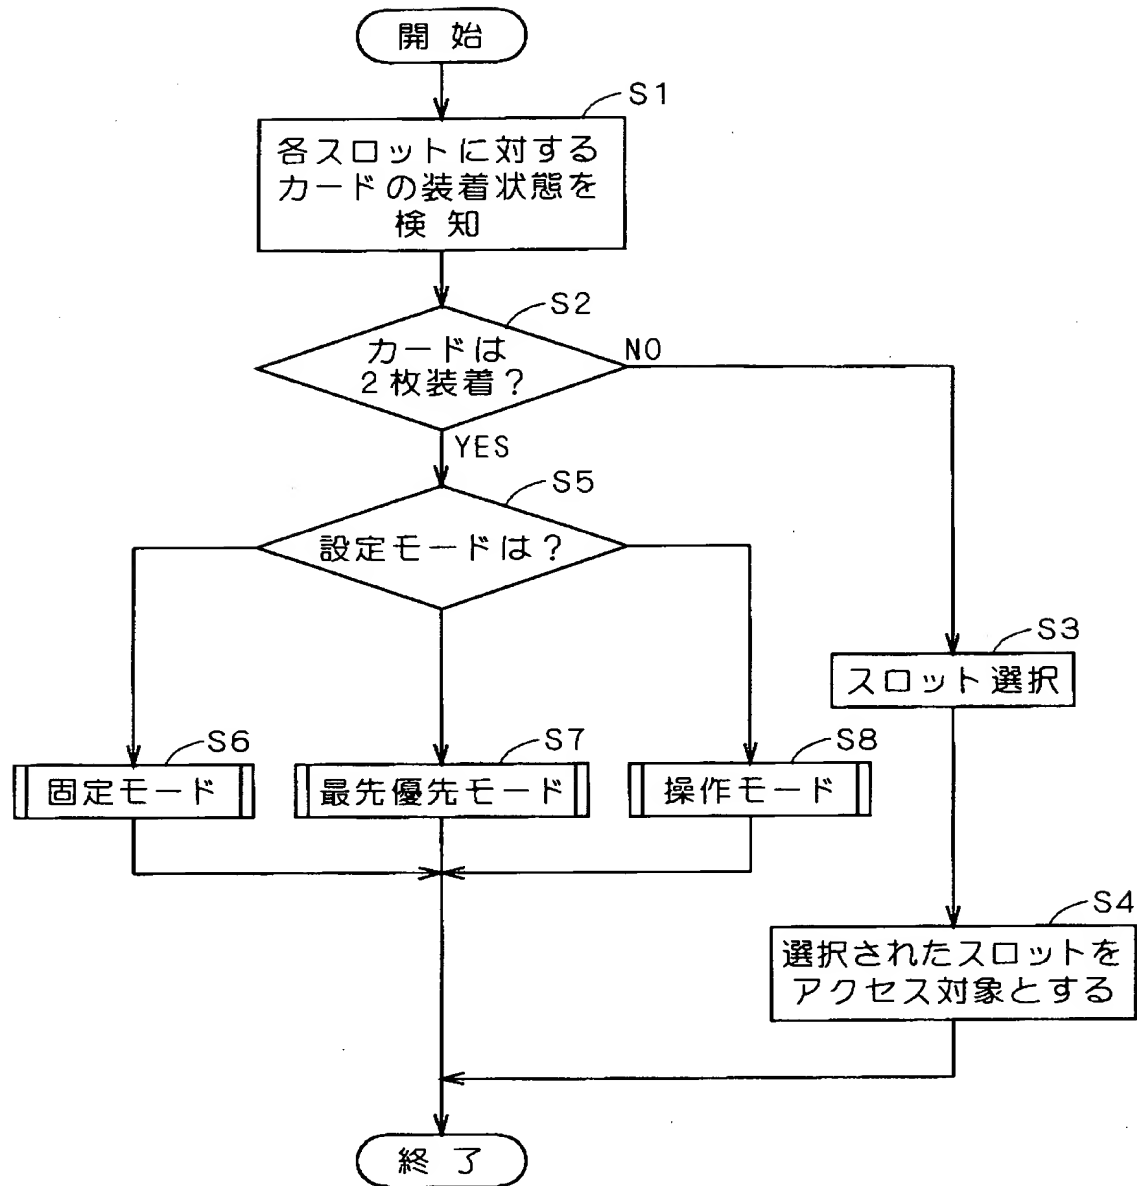 開始
S1
各スロットに対する
カードの装着状態を
検知
S2
カードは
2枚装着?
NO
YES
S5
設定モードは?
S3
スロット選択
S6
固定モード
S7
最先優先モード
S8
操作モード
S4
選択されたスロットを
アクセス対象とする
終了